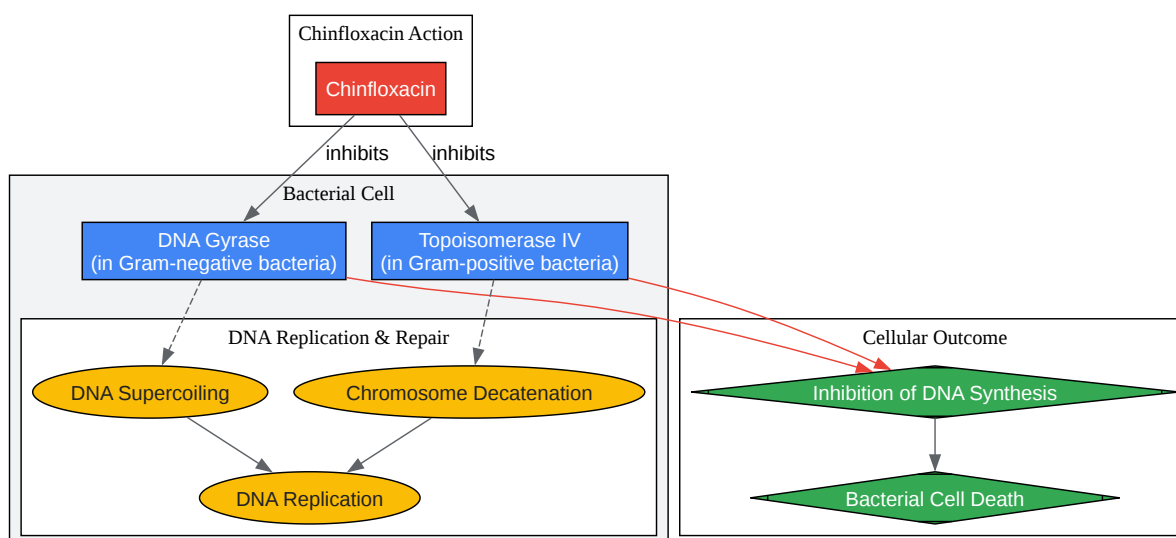 Chinfloxacin Action
Chinfloxacin
inhibits
inhibits
Bacterial Cell
DNA Gyrase
(in Gram-negative bacteria)
Topoisomerase IV
(in Gram-positive bacteria)
DNA Replication & Repair
Cellular Outcome
DNA Supercoiling
Chromosome Decatenation
Inhibition of DNA Synthesis
DNA Replication
Bacterial Cell Death